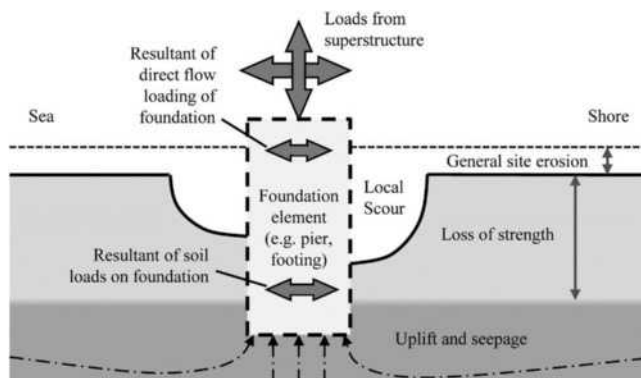 Loads from
superstructure
Resultant of
direct flow
loading of
foundation
Sea
Shore
General site erosion
Foundation
element
(e.g. pier,
footing)
Local
Scour
Loss of strength
Resultant of soil
loads on foundation
Uplift and seepage